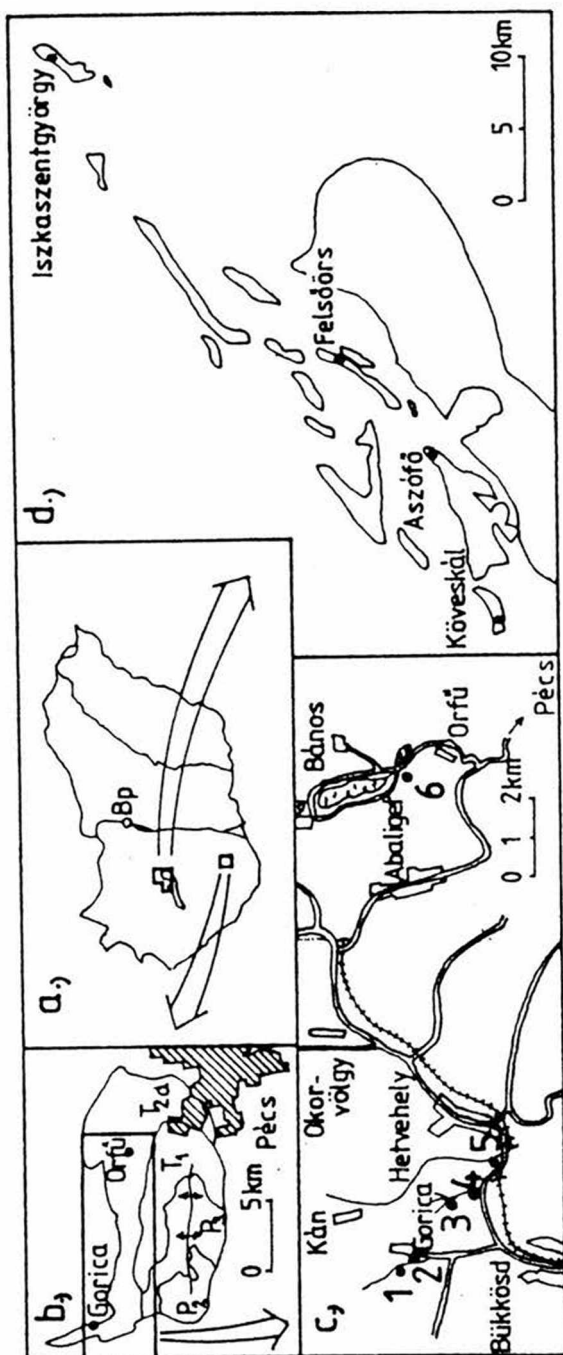 a.,
Bp
b.,
Gorica
Orfű
T₂a
T₁
P₂
Pécs
0 5km
c.,
Kán
Okor-
völgy
Gorica
Hetvehely
Bükkösd
1
2
3
4
5
6
Abaliget
Bános
Orfű
Pécs
0 1 2km
d.,
Iszkaszentgyörgy
Felsőörs
Aszófő
Köveskál
0 5 10km